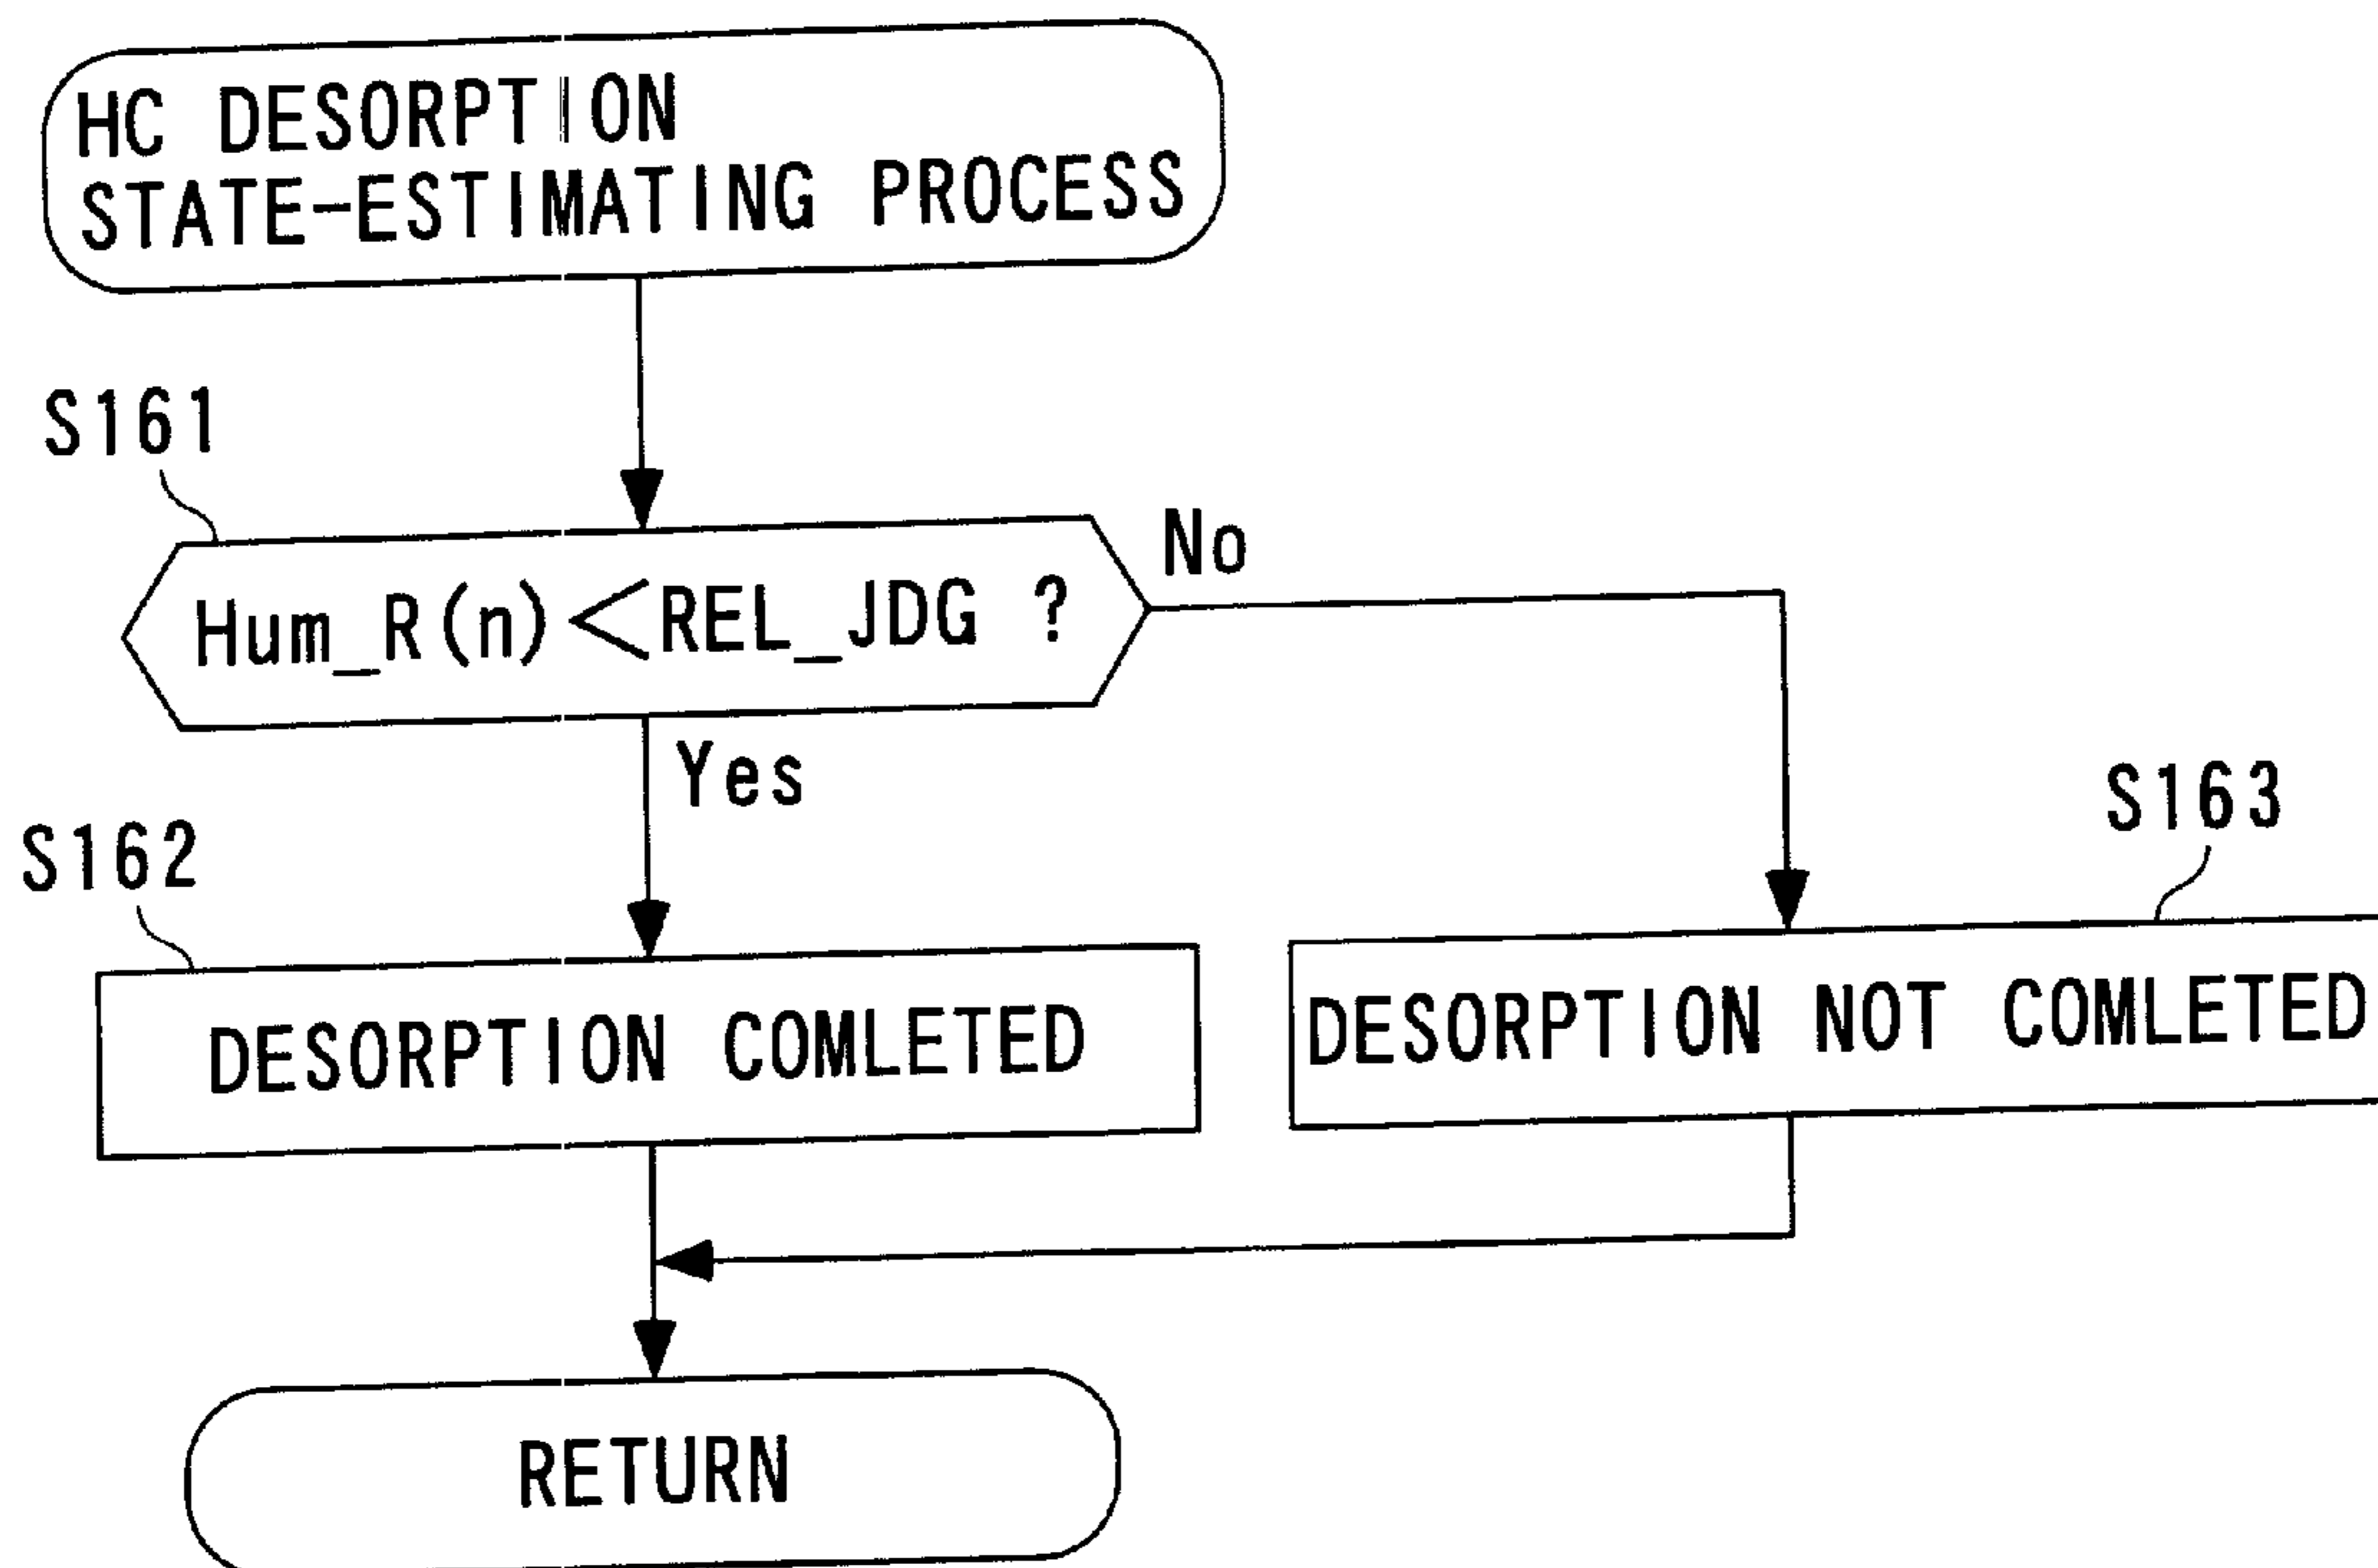 HC DESORPTION
STATE-ESTIMATING PROCESS
S161
Hum_R(n)<REL_JDG ?
No
Yes
S162
S163
DESORPTION COMLETED
DESORPTION NOT COMLETED
RETURN